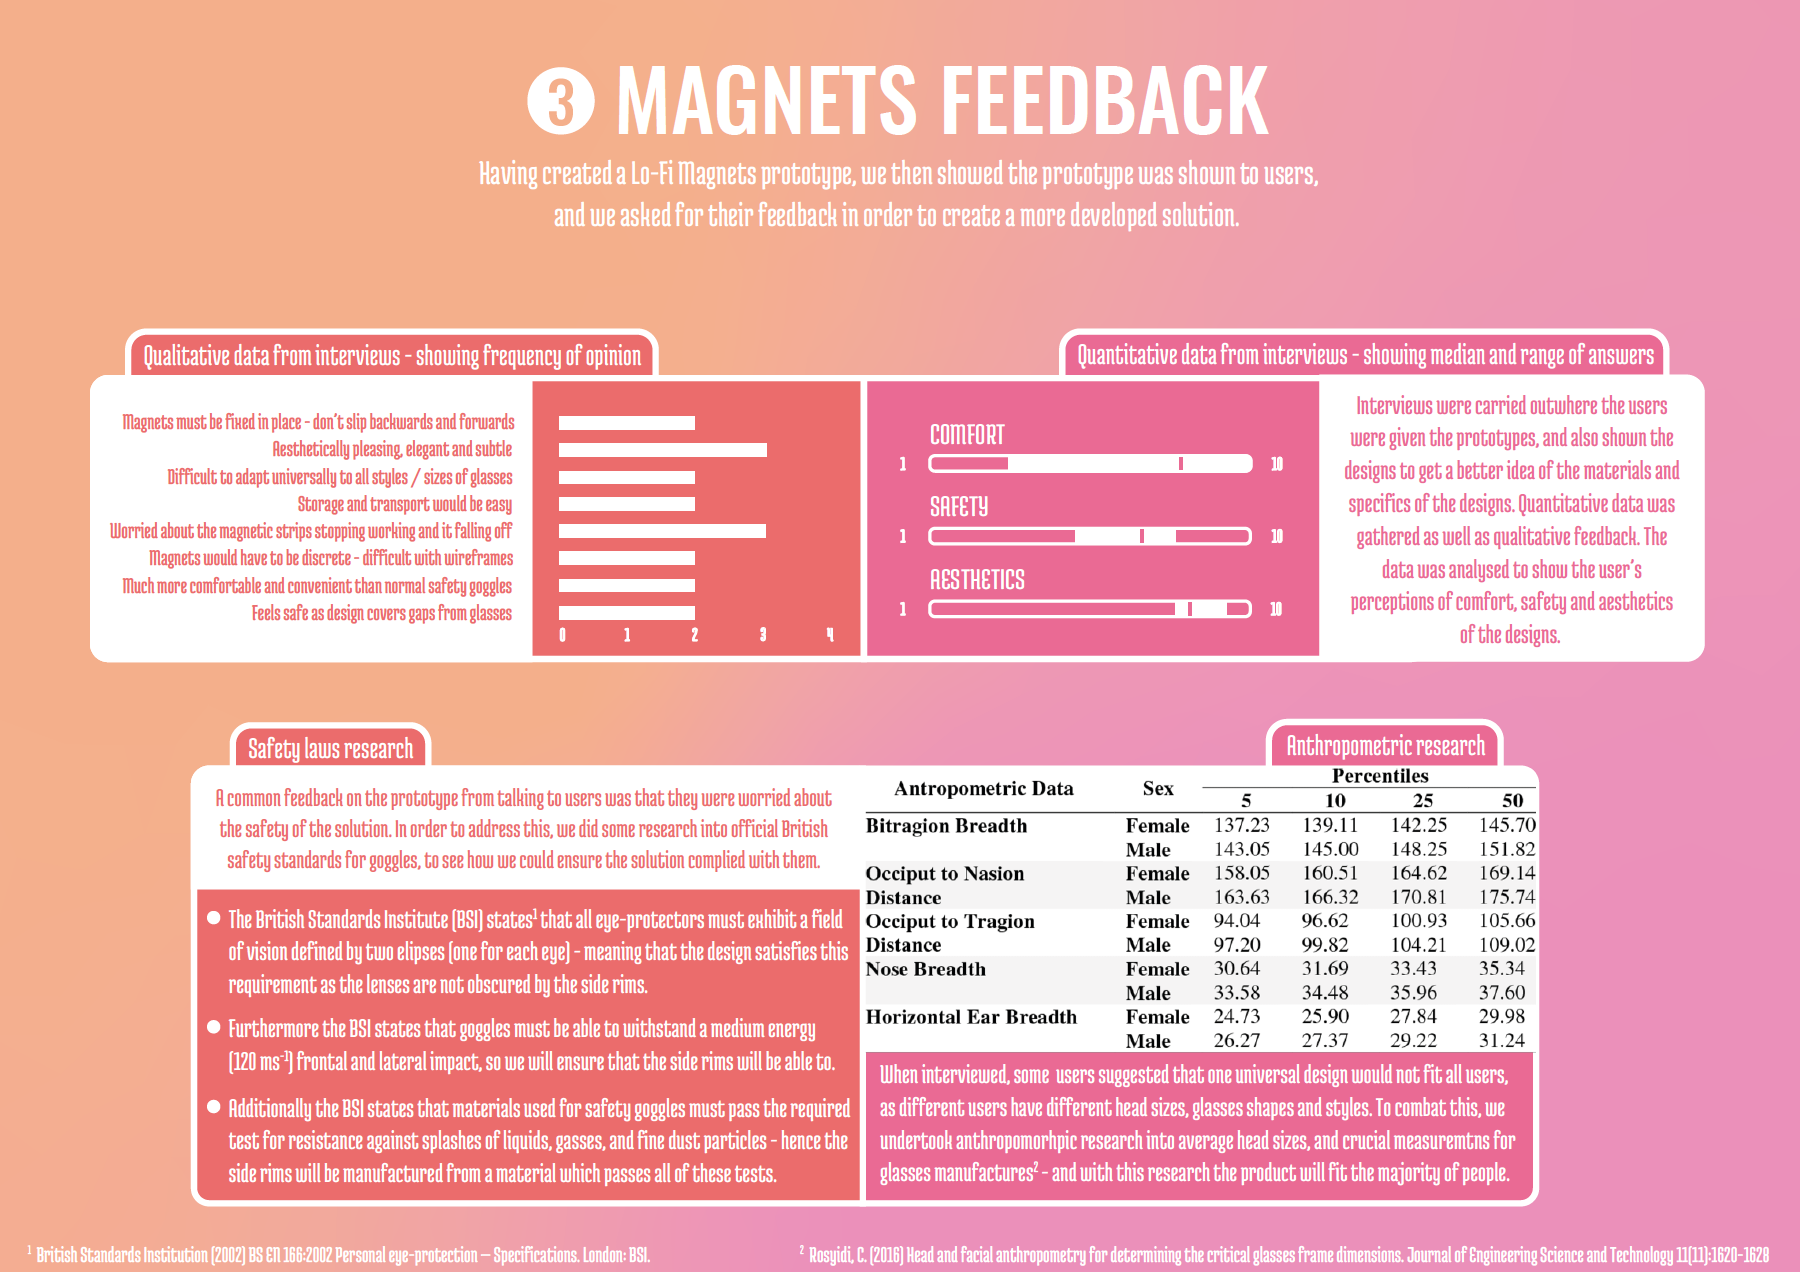 3 MAGNETS FEEDBACK
Having created a Lo-Fi Magnets prototype, we then showed the prototype was shown to users,
and we asked for their feedback in order to create a more developed solution.
Qualitative data from interviews - showing frequency of opinion
Magnets must be fixed in place - don't slip backwards and forwards
Aesthetically pleasing, elegant and subtle
Difficult to adapt universally to all styles / sizes of glasses
Storage and transport would be easy
Worried about the magnetic strips stopping working and it falling off
Magnets would have to be discrete - difficult with wireframes
Much more comfortable and convenient than normal safety goggles
Feels safe as design covers gaps from glasses
0 1 2 3 4
Quantitative data from interviews - showing median and range of answers
COMFORT
1 10
SAFETY
1 10
AESTHETICS
1 10
Interviews were carried outwhere the users
were given the prototypes, and also shown the
designs to get a better idea of the materials and
specifics of the designs. Quantitative data was
gathered as well as qualitative feedback. The
data was analysed to show the user's
perceptions of comfort, safety and aesthetics
of the designs.
Safety laws research
A common feedback on the prototype from talking to users was that they were worried about
the safety of the solution. In order to address this, we did some research into official British
safety standards for goggles, to see how we could ensure the solution complied with them.
The British Standards Institute (BSI) states¹ that all eye-protectors must exhibit a field
of vision defined by two elipses (one for each eye) - meaning that the design satisfies this
requirement as the lenses are not obscured by the side rims.
Furthermore the BSI states that goggles must be able to withstand a medium energy
(120 ms⁻¹) frontal and lateral impact, so we will ensure that the side rims will be able to.
Additionally the BSI states that materials used for safety goggles must pass the required
test for resistance against splashes of liquids, gasses, and fine dust particles - hence the
side rims will be manufactured from a material which passes all of these tests.
Anthropometric research
Antropometric Data Sex Percentiles
5 10 25 50
Bitragion Breadth Female 137.23 139.11 142.25 145.70
Male 143.05 145.00 148.25 151.82
Occiput to Nasion Female 158.05 160.51 164.62 169.14
Distance Male 163.63 166.32 170.81 175.74
Occiput to Tragion Female 94.04 96.62 100.93 105.66
Distance Male 97.20 99.82 104.21 109.02
Nose Breadth Female 30.64 31.69 33.43 35.34
Male 33.58 34.48 35.96 37.60
Horizontal Ear Breadth Female 24.73 25.90 27.84 29.98
Male 26.27 27.37 29.22 31.24
When interviewed, some users suggested that one universal design would not fit all users,
as different users have different head sizes, glasses shapes and styles. To combat this, we
undertook anthropomorhpic research into average head sizes, and crucial measuremtns for
glasses manufactures² - and with this research the product will fit the majority of people.
¹ British Standards Institution (2002) BS EN 166:2002 Personal eye-protection – Specifications. London: BSI.
² Rosyidi, C. (2016) Head and facial anthropometry for determining the critical glasses frame dimensions. Journal of Engineering Science and Technology 11(11):1620-1628